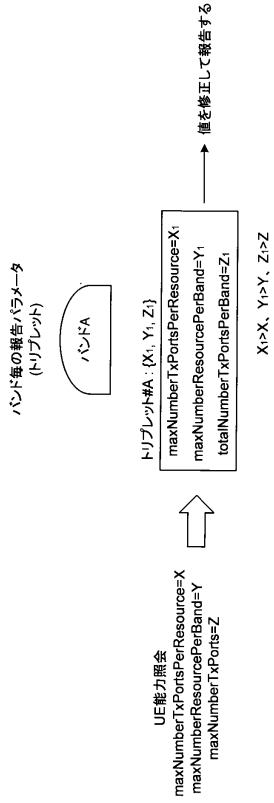 バンド毎の報告パラメータ
(トリプレット)
バンドA
UE能力照会
maxNumberTxPortsPerResource=X
maxNumberResourcePerBand=Y
maxNumberTxPorts=Z
トリプレット#A : {X1, Y1, Z1}
maxNumberTxPortsPerResource=X1
maxNumberResourcePerBand=Y1
totalNumberTxPortsPerBand=Z1
X1>X、Y1>Y、Z1>Z
値を修正して報告する